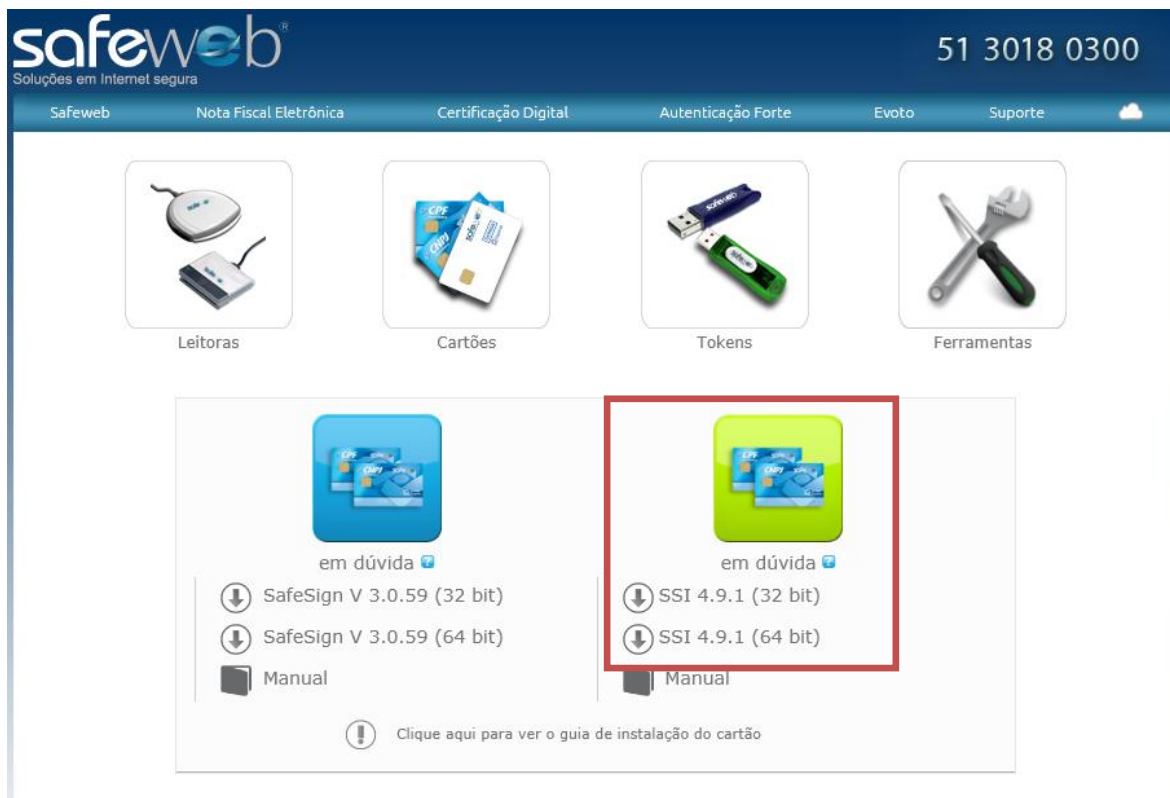 safeweb®
Soluções em Internet segura
51 3018 0300
Safeweb Nota Fiscal Eletrônica Certificação Digital Autenticação Forte Evoto Suporte
Leitoras Cartões Tokens Ferramentas
em dúvida ?
SafeSign V 3.0.59 (32 bit)
SafeSign V 3.0.59 (64 bit)
Manual
em dúvida ?
SSI 4.9.1 (32 bit)
SSI 4.9.1 (64 bit)
Manual
Clique aqui para ver o guia de instalação do cartão